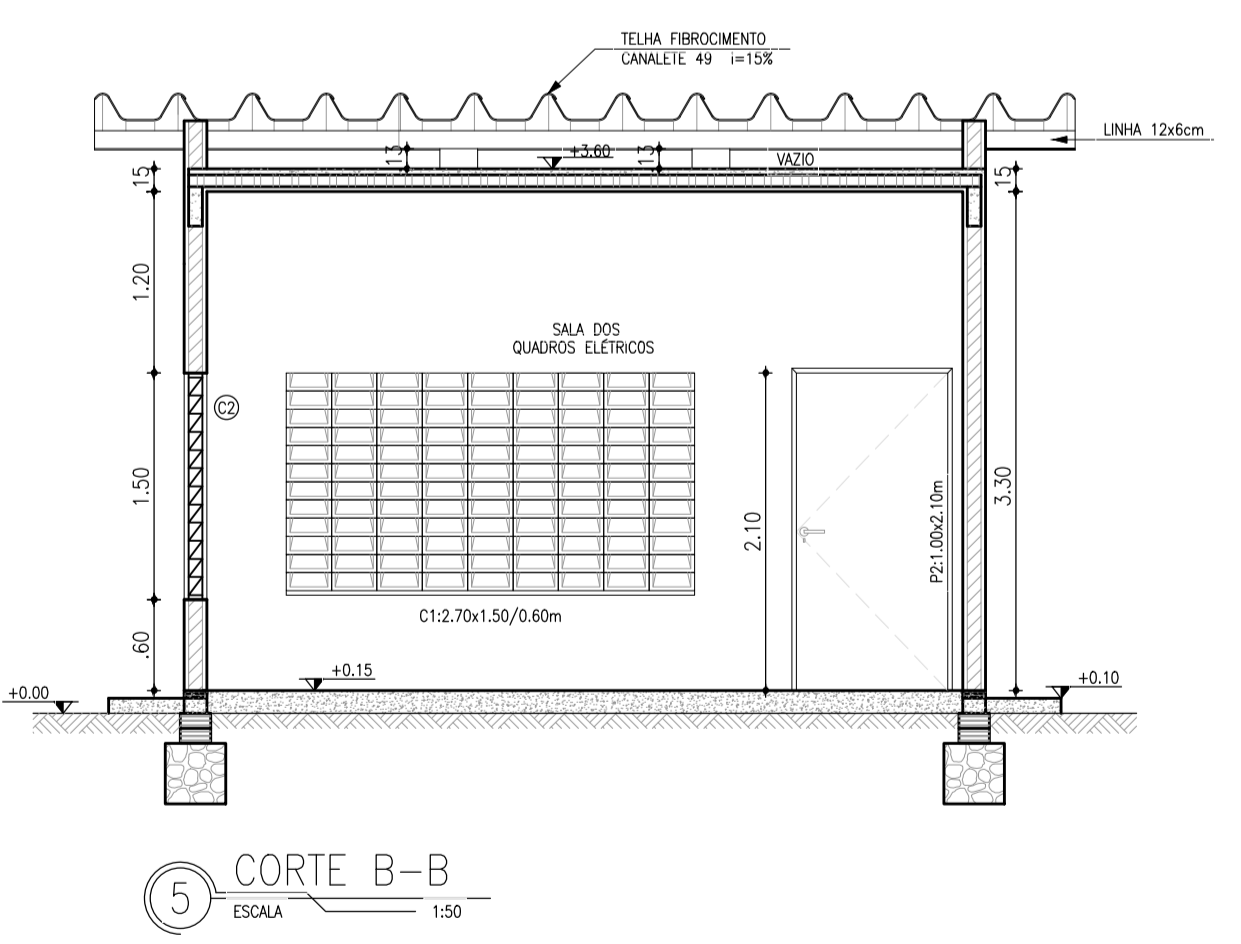 TELHA FIBROCIMENTO
CANALETE 49 i=15%
LINHA 12x6cm
13
+3.60
13
VAZIO
15
15
1.20
SALA DOS
QUADROS ELÉTRiCOS
C2
1.50
2.10
P2:1.00x2.10m
3.30
C1:2.70x1.50/0.60m
.60
+0.15
+0.00
+0.10
5
CORTE B-B
ESCALA 1:50